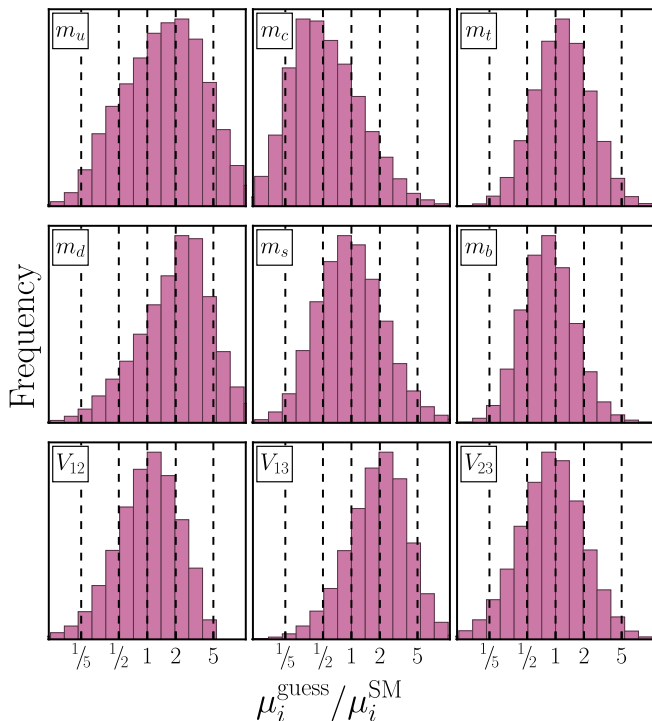 m_u m_c m_t
m_d m_s m_b
Frequency
V_12 V_13 V_23
1/5 1/2 1 2 5 1/5 1/2 1 2 5 1/5 1/2 1 2 5
μ_i^guess/μ_i^SM